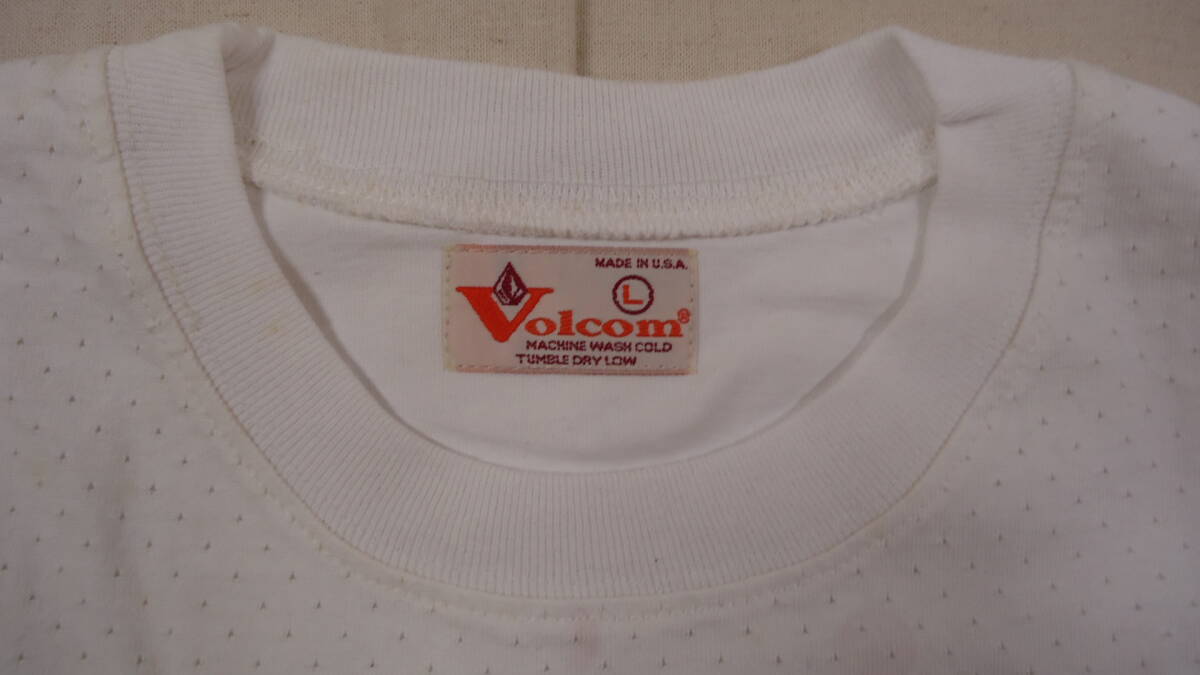 MADE IN U.S.A.
L
Volcom®
MACHINE WASH COLD
TUMBLE DRY LOW